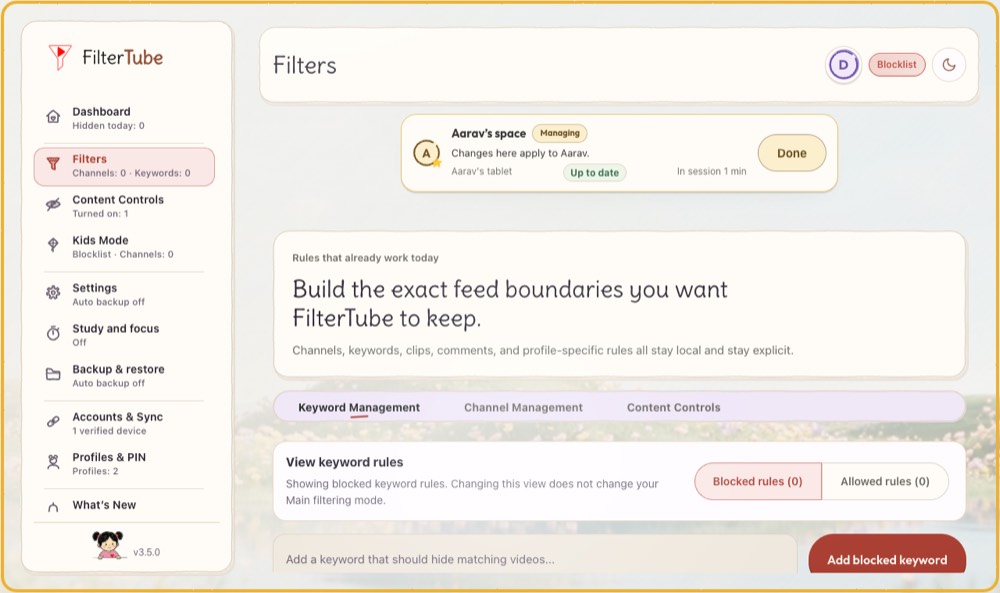 FilterTube
Dashboard
Hidden today: 0
Filters
Channels: 0 · Keywords: 0
Content Controls
Turned on: 1
Kids Mode
Blocklist · Channels: 0
Settings
Auto backup off
Study and focus
Off
Backup & restore
Auto backup off
Accounts & Sync
1 verified device
Profiles & PIN
Profiles: 2
What's New
v3.5.0
Filters
D
Blocklist
A
Aarav's space
Managing
Changes here apply to Aarav.
Aarav's tablet
Up to date
In session 1 min
Done
Rules that already work today
Build the exact feed boundaries you want
FilterTube to keep.
Channels, keywords, clips, comments, and profile-specific rules all stay local and stay explicit.
Keyword Management
Channel Management
Content Controls
View keyword rules
Showing blocked keyword rules. Changing this view does not change your
Main filtering mode.
Blocked rules (0)
Allowed rules (0)
Add a keyword that should hide matching videos...
Add blocked keyword